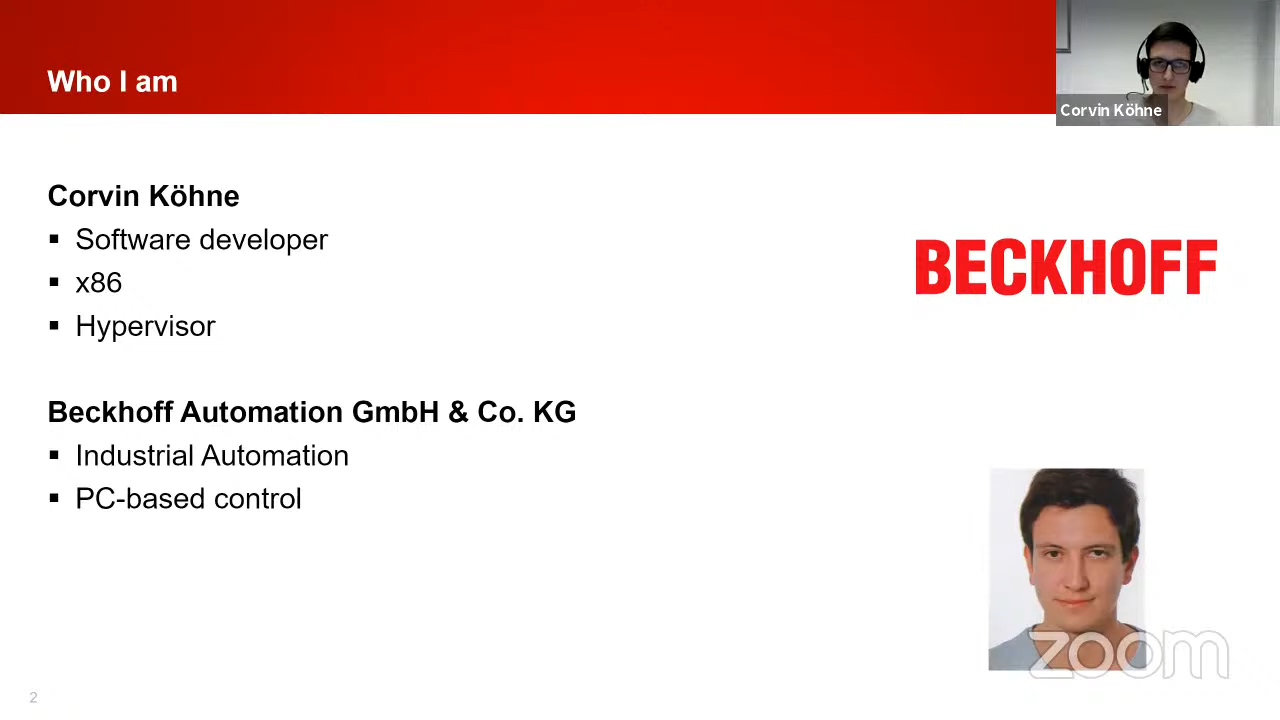 Who I am
Corvin Köhne
Corvin Köhne
▪ Software developer
▪ x86
▪ Hypervisor
BECKHOFF
Beckhoff Automation GmbH & Co. KG
▪ Industrial Automation
▪ PC-based control
zoom
2